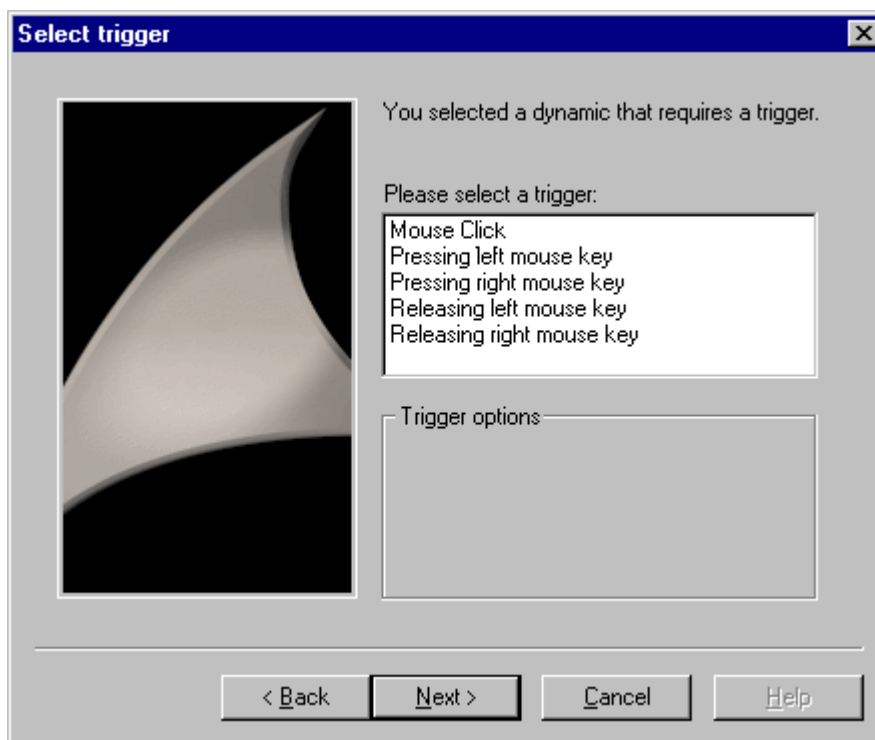 Select trigger
You selected a dynamic that requires a trigger.
Please select a trigger:
Mouse Click
Pressing left mouse key
Pressing right mouse key
Releasing left mouse key
Releasing right mouse key
Trigger options
< Back
Next >
Cancel
Help